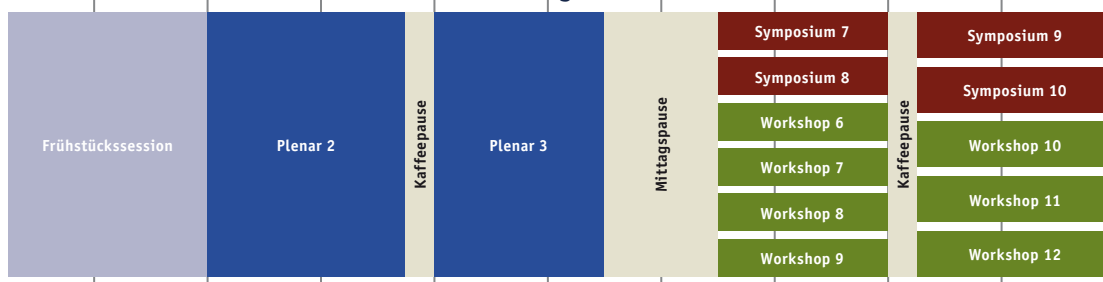 Frühstückssession
Plenar 2
Kaffeepause
Plenar 3
Mittagspause
Symposium 7
Symposium 8
Workshop 6
Workshop 7
Workshop 8
Workshop 9
Kaffeepause
Symposium 9
Symposium 10
Workshop 10
Workshop 11
Workshop 12